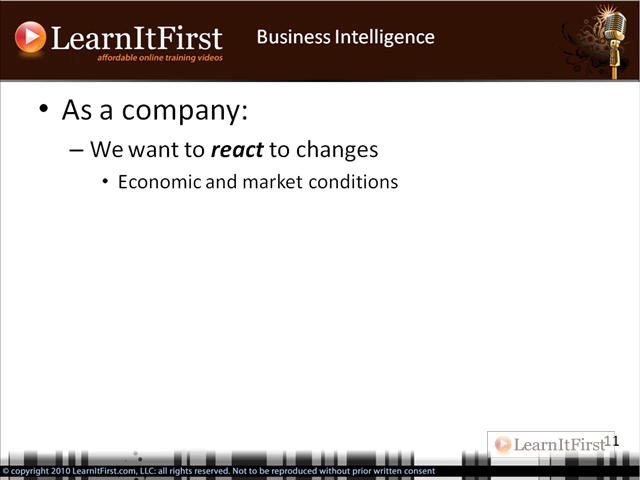 LearnItFirst
affordable online training videos
Business Intelligence
• As a company:
– We want to react to changes
• Economic and market conditions
LearnItFirst
11
© copyright 2010 LearnItFirst.com, LLC: all rights reserved. Not to be reproduced without prior written consent